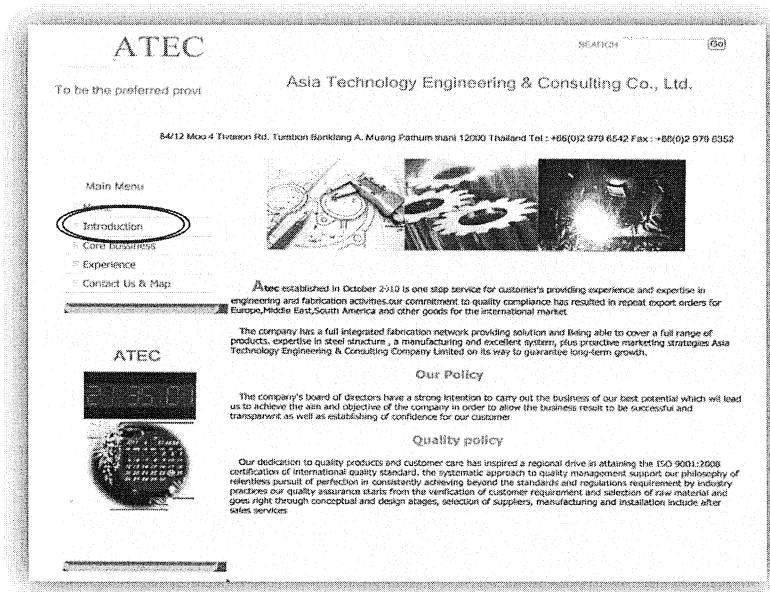 ATEC
SEARCH Go
To be the preferred provi
Asia Technology Engineering & Consulting Co., Ltd.
84/12 Moo 4 Tivanon Rd. Tumbon Banklang A. Muang Pathum thani 12000 Thailand Tel : +66(0)2 979 6542 Fax : +66(0)2 979 6352
Main Menu
Home
Introduction
Core bussiness
Experience
Contact Us & Map
Atec established in October 2010 is one stop service for customer's providing experience and expertise in
engineering and fabrication activities.our commitment to quality compliance has resulted in repeat export orders for
Europe,Middle East,South America and other goods for the international market
The company has a full integrated fabrication network providing solution and Being able to cover a full range of
products. expertise in steel structure , a manufacturing and excellent system, plus proactive marketing strategies Asia
Technology Engineering & Consulting Company Limited on its way to guarantee long-term growth.
ATEC
Our Policy
The company's board of directors have a strong intention to carry out the business of our best potential which wil lead
us to achieve the aim and objective of the company in order to allow the business result to be successful and
transparwnt as well as establishing of confidence for our customer
Quality policy
Our dedication to quality products and customer care has inspired a regional drive in attaining the ISO 9001:2008
certification of international quality standard. the systematic approach to quality management support our philosophy of
relentless pursuit of perfection in consistently achieving beyond the standards and regulations requirement by industry
practices our quality assurance starts from the verification of customer requirement and selection of raw material and
goes right through conceptual and design atages, selection of suppliers, manufacturing and installation include after
sales services